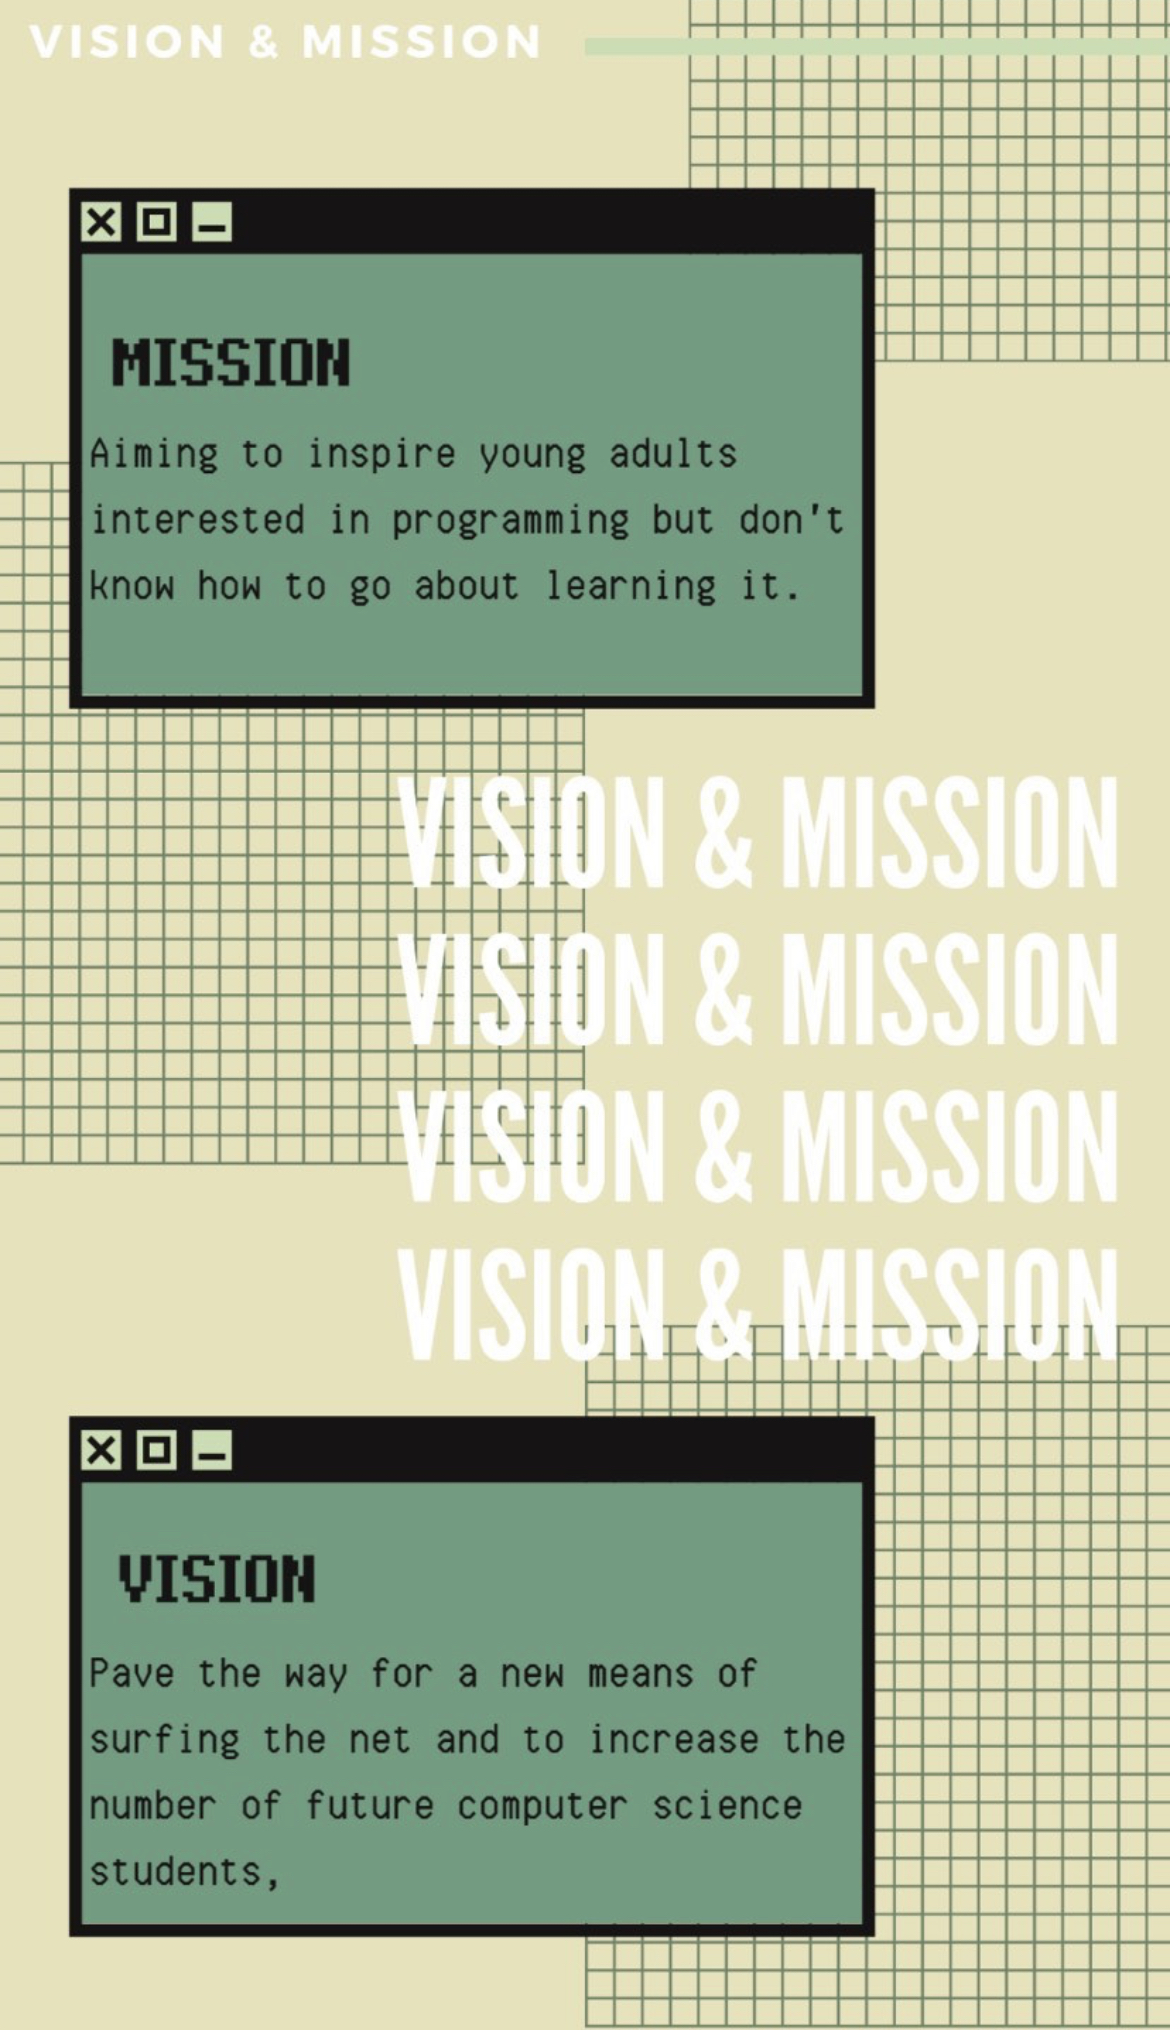 VISION & MISSION
MISSION
Aiming to inspire young adults
interested in programming but don't
know how to go about learning it.
VISION & MISSION
VISION & MISSION
VISION & MISSION
VISION & MISSION
VISION
Pave the way for a new means of
surfing the net and to increase the
number of future computer science
students,